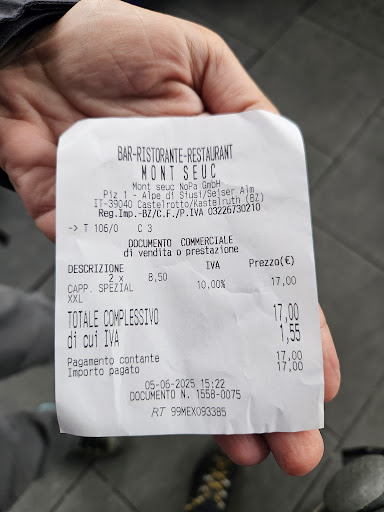 BAR-RISTORANTE-RESTAURANT
MONT SEUC
Mont seuc NoPa GmbH
Piz 1 - Alpe di Siusi/Seiser Alm
IT-39040 Castelrotto/Kastelruth (BZ)
Reg.Imp.-BZ/C.F./P.IVA 03226730210
-> T 106/0 C 3
DOCUMENTO COMMERCIALE
di vendita o prestazione
DESCRIZIONE IVA Prezzo(€)
2 x 8,50
CAPP. SPEZIAL 10,00% 17,00
XXL
TOTALE COMPLESSIVO 17,00
di cui IVA 1,55
Pagamento contante 17,00
Importo pagato 17,00
05-06-2025 15:22
DOCUMENTO N. 1558-0075
RT 99MEX093385